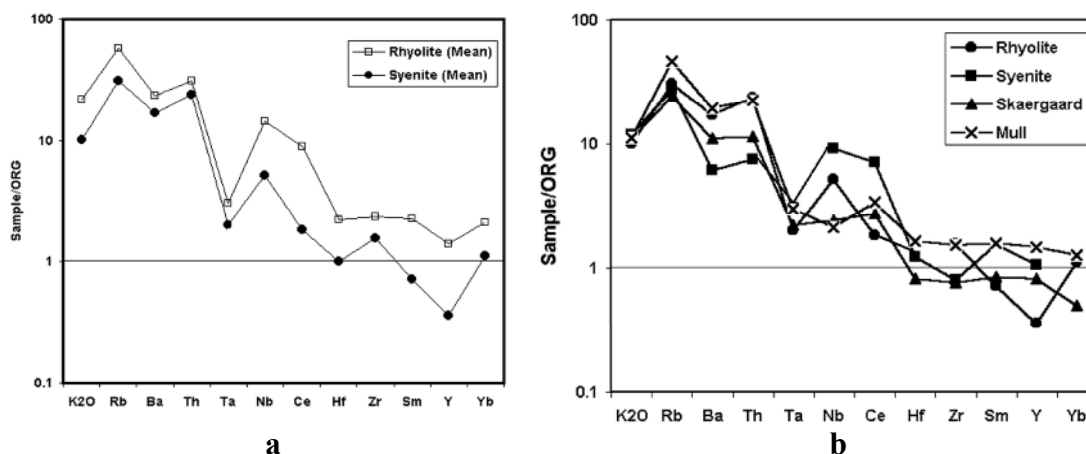 100
10
1
0.1
Sample/ORG
Rhyolite (Mean)
Syenite (Mean)
K2O Rb Ba Th Ta Nb Ce Hf Zr Sm Y Yb
a
100
10
1
0.1
Sample/ORG
Rhyolite
Syenite
Skaergaard
Mull
K2O Rb Ba Th Ta Nb Ce Hf Zr Sm Y Yb
b